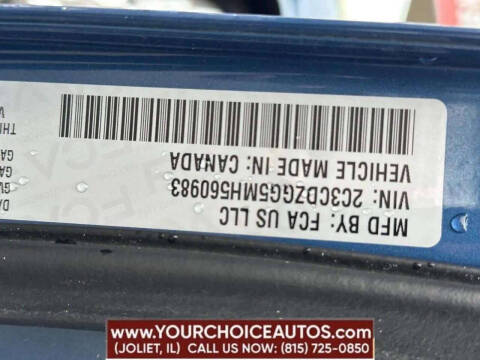 MFD BY: FCA US LLC
VIN: 2C3CDZGG5MH560983
VEHICLE MADE IN: CANADA
WWW.YOURCHOICEAUTOS.COM
(JOLIET, IL) CALL US NOW: (815) 725-0850